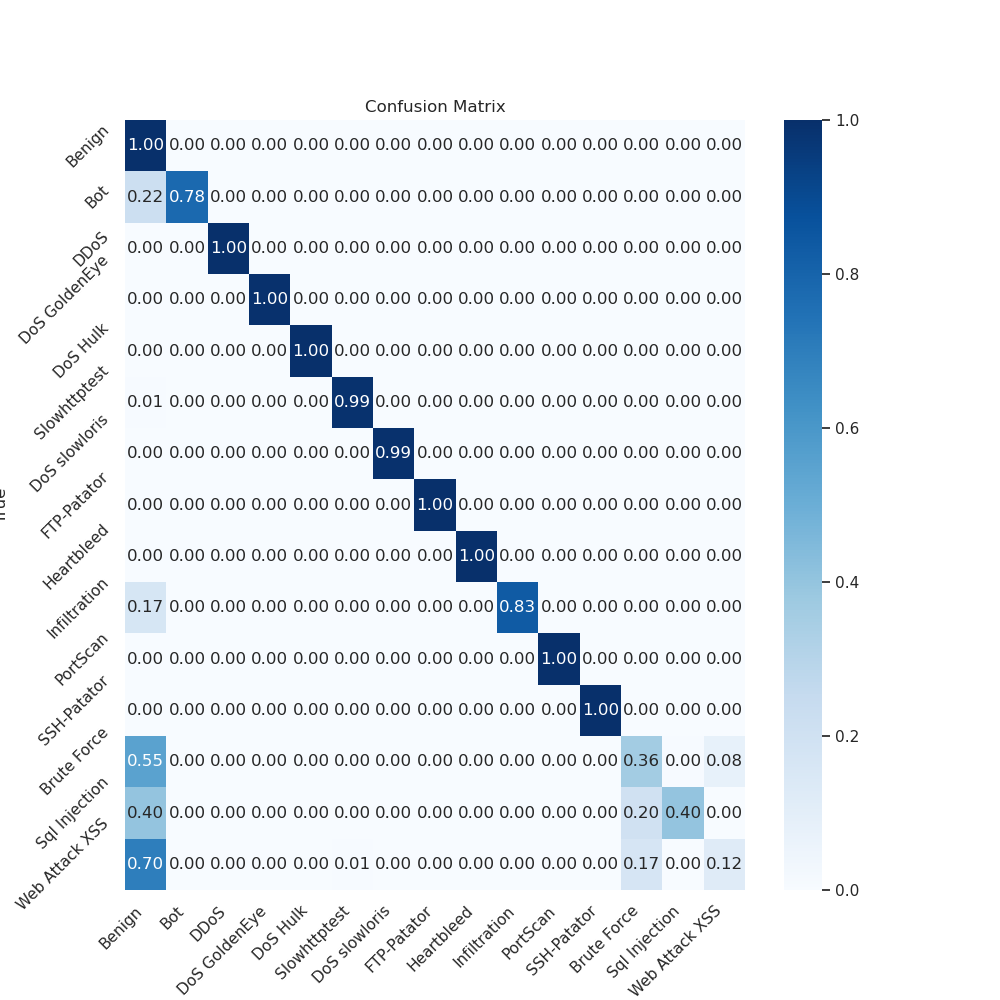 Confusion Matrix
Benign 1.00 0.00 0.00 0.00 0.00 0.00 0.00 0.00 0.00 0.00 0.00 0.00 0.00 0.00 0.00
Bot 0.22 0.78 0.00 0.00 0.00 0.00 0.00 0.00 0.00 0.00 0.00 0.00 0.00 0.00 0.00
DDoS 0.00 0.00 1.00 0.00 0.00 0.00 0.00 0.00 0.00 0.00 0.00 0.00 0.00 0.00 0.00
DoS GoldenEye 0.00 0.00 0.00 1.00 0.00 0.00 0.00 0.00 0.00 0.00 0.00 0.00 0.00 0.00 0.00
DoS Hulk 0.00 0.00 0.00 0.00 1.00 0.00 0.00 0.00 0.00 0.00 0.00 0.00 0.00 0.00 0.00
Slowhttptest 0.01 0.00 0.00 0.00 0.00 0.99 0.00 0.00 0.00 0.00 0.00 0.00 0.00 0.00 0.00
DoS slowloris 0.00 0.00 0.00 0.00 0.00 0.00 0.99 0.00 0.00 0.00 0.00 0.00 0.00 0.00 0.00
FTP-Patator 0.00 0.00 0.00 0.00 0.00 0.00 0.00 1.00 0.00 0.00 0.00 0.00 0.00 0.00 0.00
Heartbleed 0.00 0.00 0.00 0.00 0.00 0.00 0.00 0.00 1.00 0.00 0.00 0.00 0.00 0.00 0.00
Infiltration 0.17 0.00 0.00 0.00 0.00 0.00 0.00 0.00 0.00 0.83 0.00 0.00 0.00 0.00 0.00
PortScan 0.00 0.00 0.00 0.00 0.00 0.00 0.00 0.00 0.00 0.00 1.00 0.00 0.00 0.00 0.00
SSH-Patator 0.00 0.00 0.00 0.00 0.00 0.00 0.00 0.00 0.00 0.00 0.00 1.00 0.00 0.00 0.00
Brute Force 0.55 0.00 0.00 0.00 0.00 0.00 0.00 0.00 0.00 0.00 0.00 0.00 0.36 0.00 0.08
Sql Injection 0.40 0.00 0.00 0.00 0.00 0.00 0.00 0.00 0.00 0.00 0.00 0.00 0.20 0.40 0.00
Web Attack XSS 0.70 0.00 0.00 0.00 0.00 0.01 0.00 0.00 0.00 0.00 0.00 0.00 0.17 0.00 0.12
Benign
Bot
DDoS
DoS GoldenEye
DoS Hulk
Slowhttptest
DoS slowloris
FTP-Patator
Heartbleed
Infiltration
PortScan
SSH-Patator
Brute Force
Sql Injection
Web Attack XSS
1.0
0.8
0.6
0.4
0.2
0.0